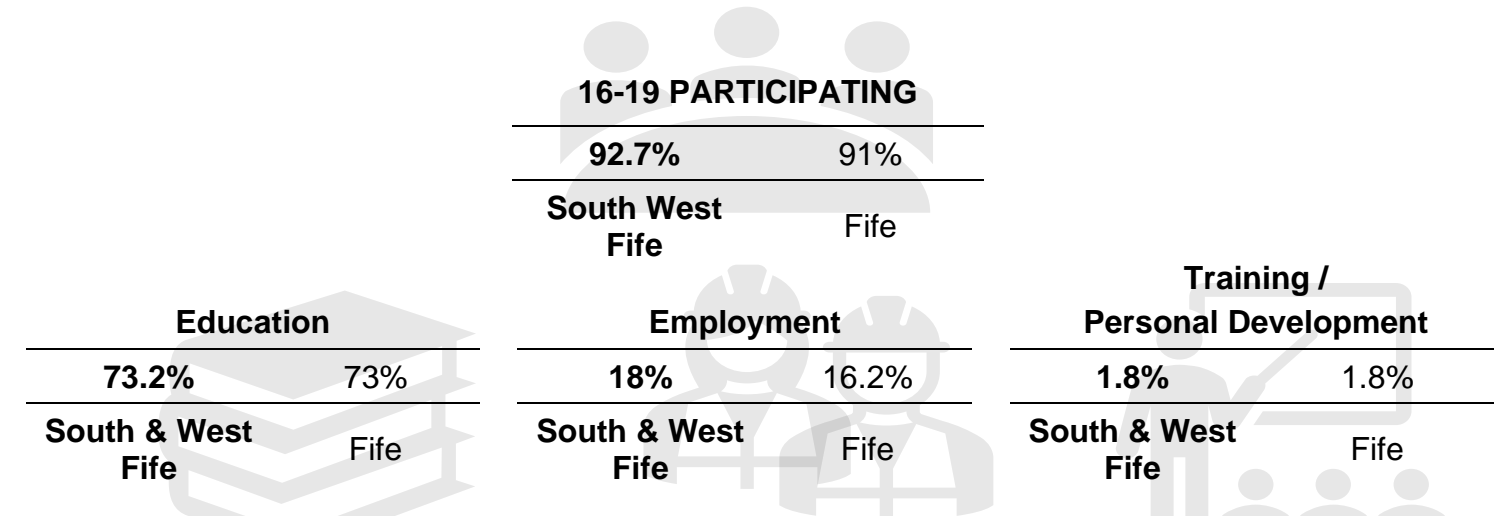 16-19 PARTICIPATING
92.7% 91%
South West
Fife
Fife
Education
73.2% 73%
South & West
Fife
Fife
Employment
18% 16.2%
South & West
Fife
Fife
Training /
Personal Development
1.8% 1.8%
South & West
Fife
Fife